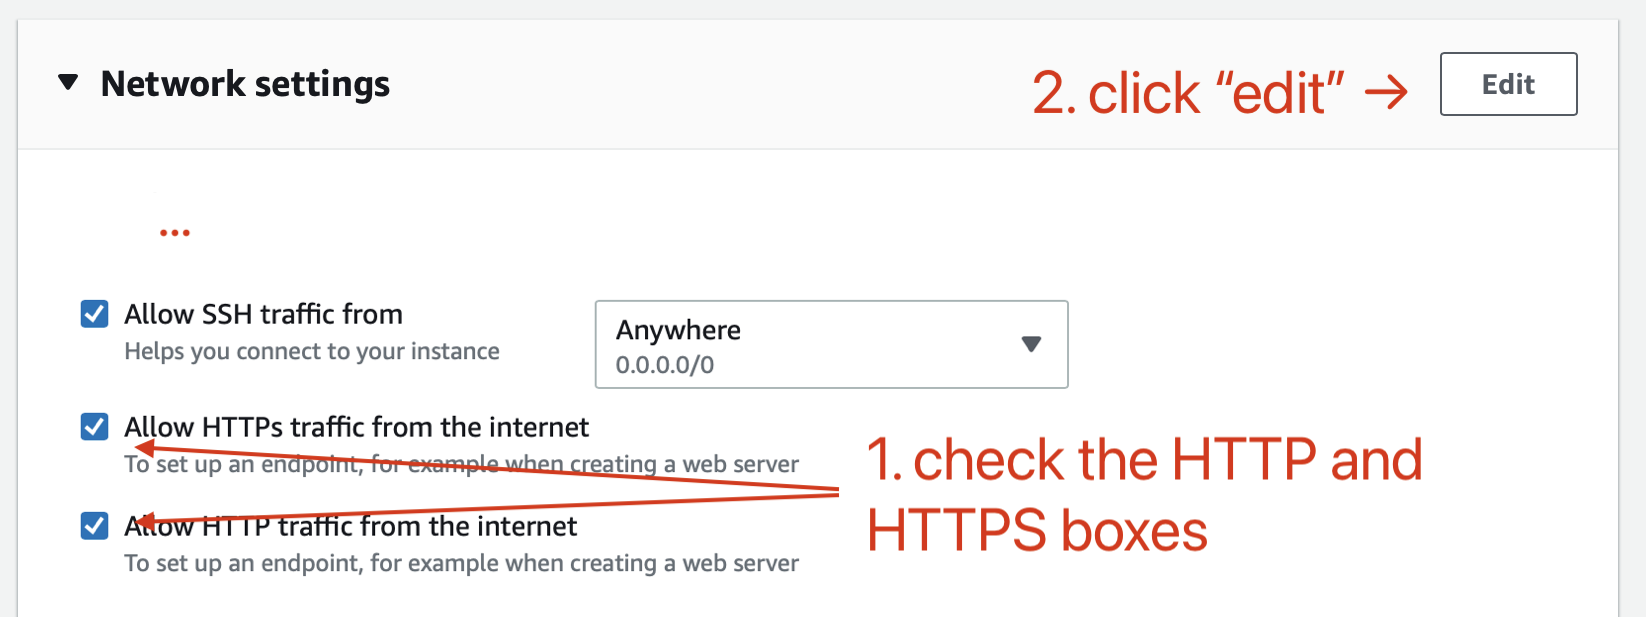 Network settings
2. click “edit” →
Edit
...
Allow SSH traffic from
Helps you connect to your instance
Anywhere
0.0.0.0/0
Allow HTTPs traffic from the internet
To set up an endpoint, for example when creating a web server
Allow HTTP traffic from the internet
To set up an endpoint, for example when creating a web server
1. check the HTTP and
HTTPS boxes